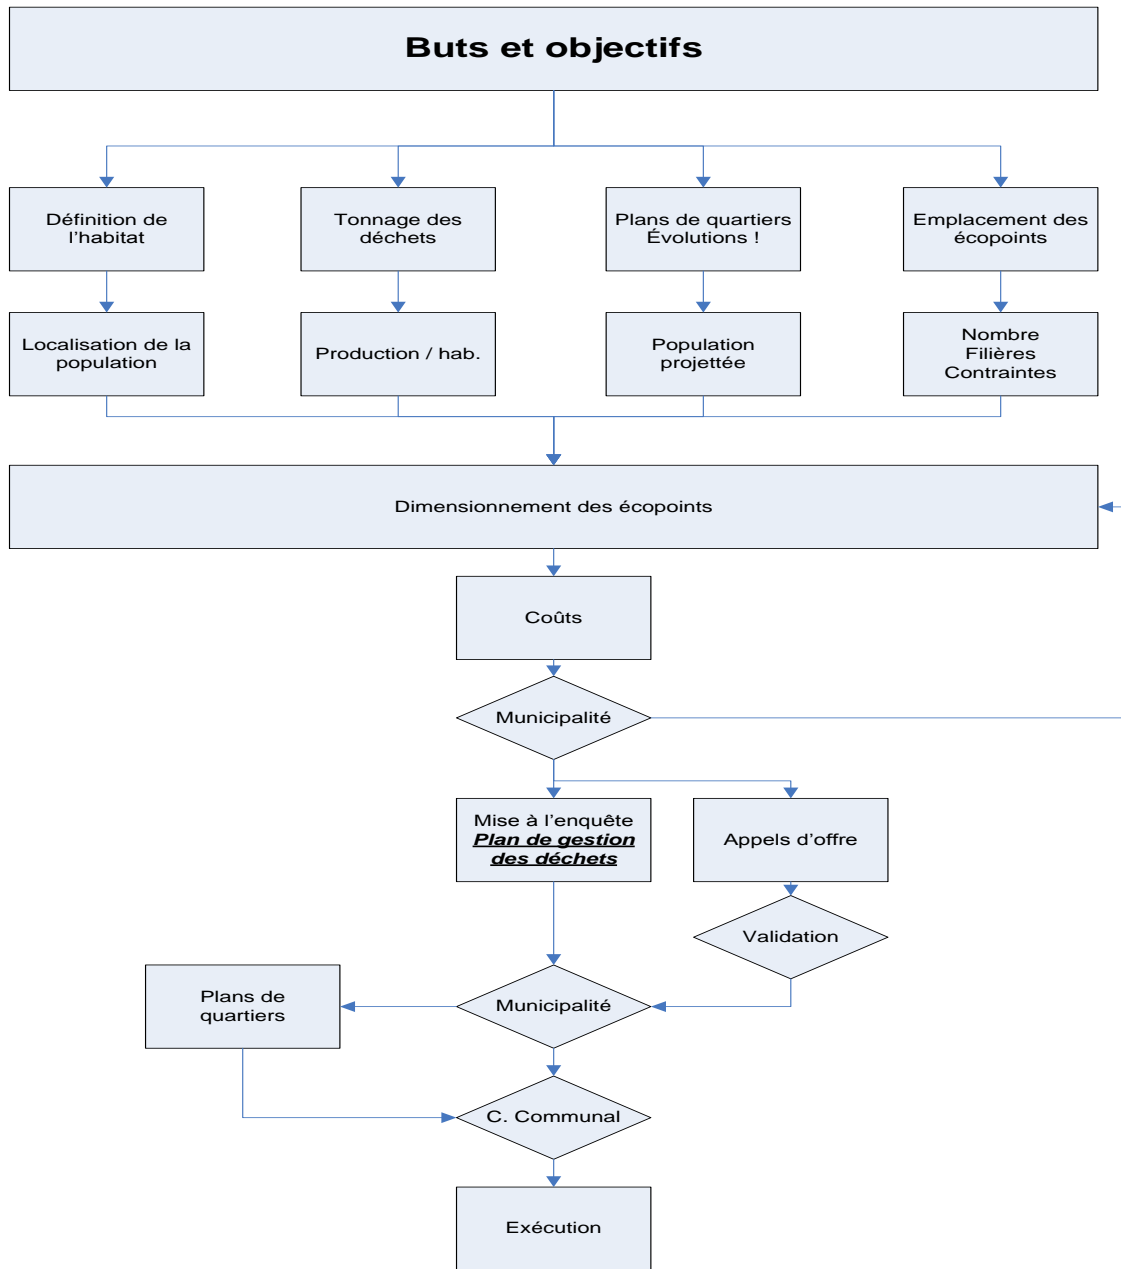 Buts et objectifs
Définition de
l'habitat
Tonnage des
déchets
Plans de quartiers
Évolutions !
Emplacement des
écopoints
Localisation de la
population
Production / hab.
Population
projettée
Nombre
Filières
Contraintes
Dimensionnement des écopoints
Coûts
Municipalité
Mise à l'enquête
Plan de gestion
des déchets
Appels d'offre
Validation
Plans de
quartiers
Municipalité
C. Communal
Exécution